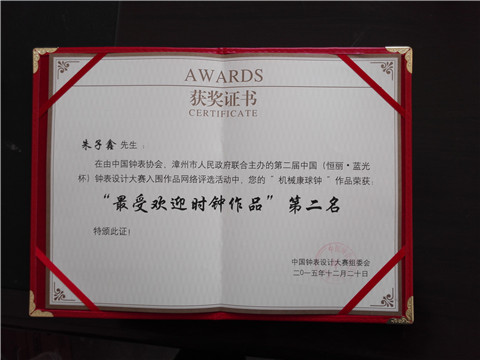 AWARDS
获奖证书
CERTIFICATE
朱子鑫 先生：
在由中国钟表协会、漳州市人民政府联合主办的第二届中国（恒丽·蓝光
杯）钟表设计大赛入围作品网络评选活动中，您的“机械康球钟”作品荣获：
“最受欢迎时钟作品”第二名
特颁此证！
中国钟表设计大赛组委会
二〇一五年十二月二十日